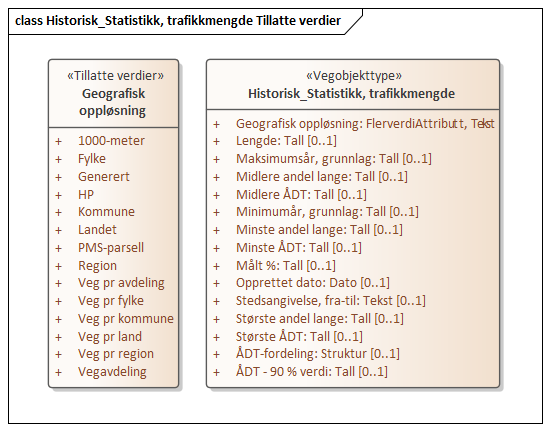 class Historisk_Statistikk, trafikkmengde Tillatte verdier
«Tillatte verdier»
Geografisk
oppløsning
+ 1000-meter
+ Fylke
+ Generert
+ HP
+ Kommune
+ Landet
+ PMS-parsell
+ Region
+ Veg pr avdeling
+ Veg pr fylke
+ Veg pr kommune
+ Veg pr land
+ Veg pr region
+ Vegavdeling
«Vegobjekttype»
Historisk_Statistikk, trafikkmengde
+ Geografisk oppløsning: FlerverdiAttributt, Tekst
+ Lengde: Tall [0..1]
+ Maksimumsår, grunnlag: Tall [0..1]
+ Midlere andel lange: Tall [0..1]
+ Midlere ÅDT: Tall [0..1]
+ Minimumår, grunnlag: Tall [0..1]
+ Minste andel lange: Tall [0..1]
+ Minste ÅDT: Tall [0..1]
+ Målt %: Tall [0..1]
+ Opprettet dato: Dato [0..1]
+ Stedsangivelse, fra-til: Tekst [0..1]
+ Største andel lange: Tall [0..1]
+ Største ÅDT: Tall [0..1]
+ ÅDT-fordeling: Struktur [0..1]
+ ÅDT - 90 % verdi: Tall [0..1]